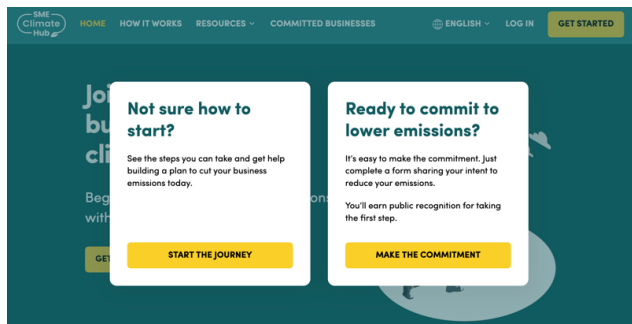 SME
Climate
Hub
HOME HOW IT WORKS RESOURCES COMMITTED BUSINESSES ENGLISH LOG IN GET STARTED
Not sure how to
start?
See the steps you can take and get help
building a plan to cut your business
emissions today.
START THE JOURNEY
Ready to commit to
lower emissions?
It's easy to make the commitment. Just
complete a form sharing your intent to
reduce your emissions.
You'll earn public recognition for taking
the first step.
MAKE THE COMMITMENT